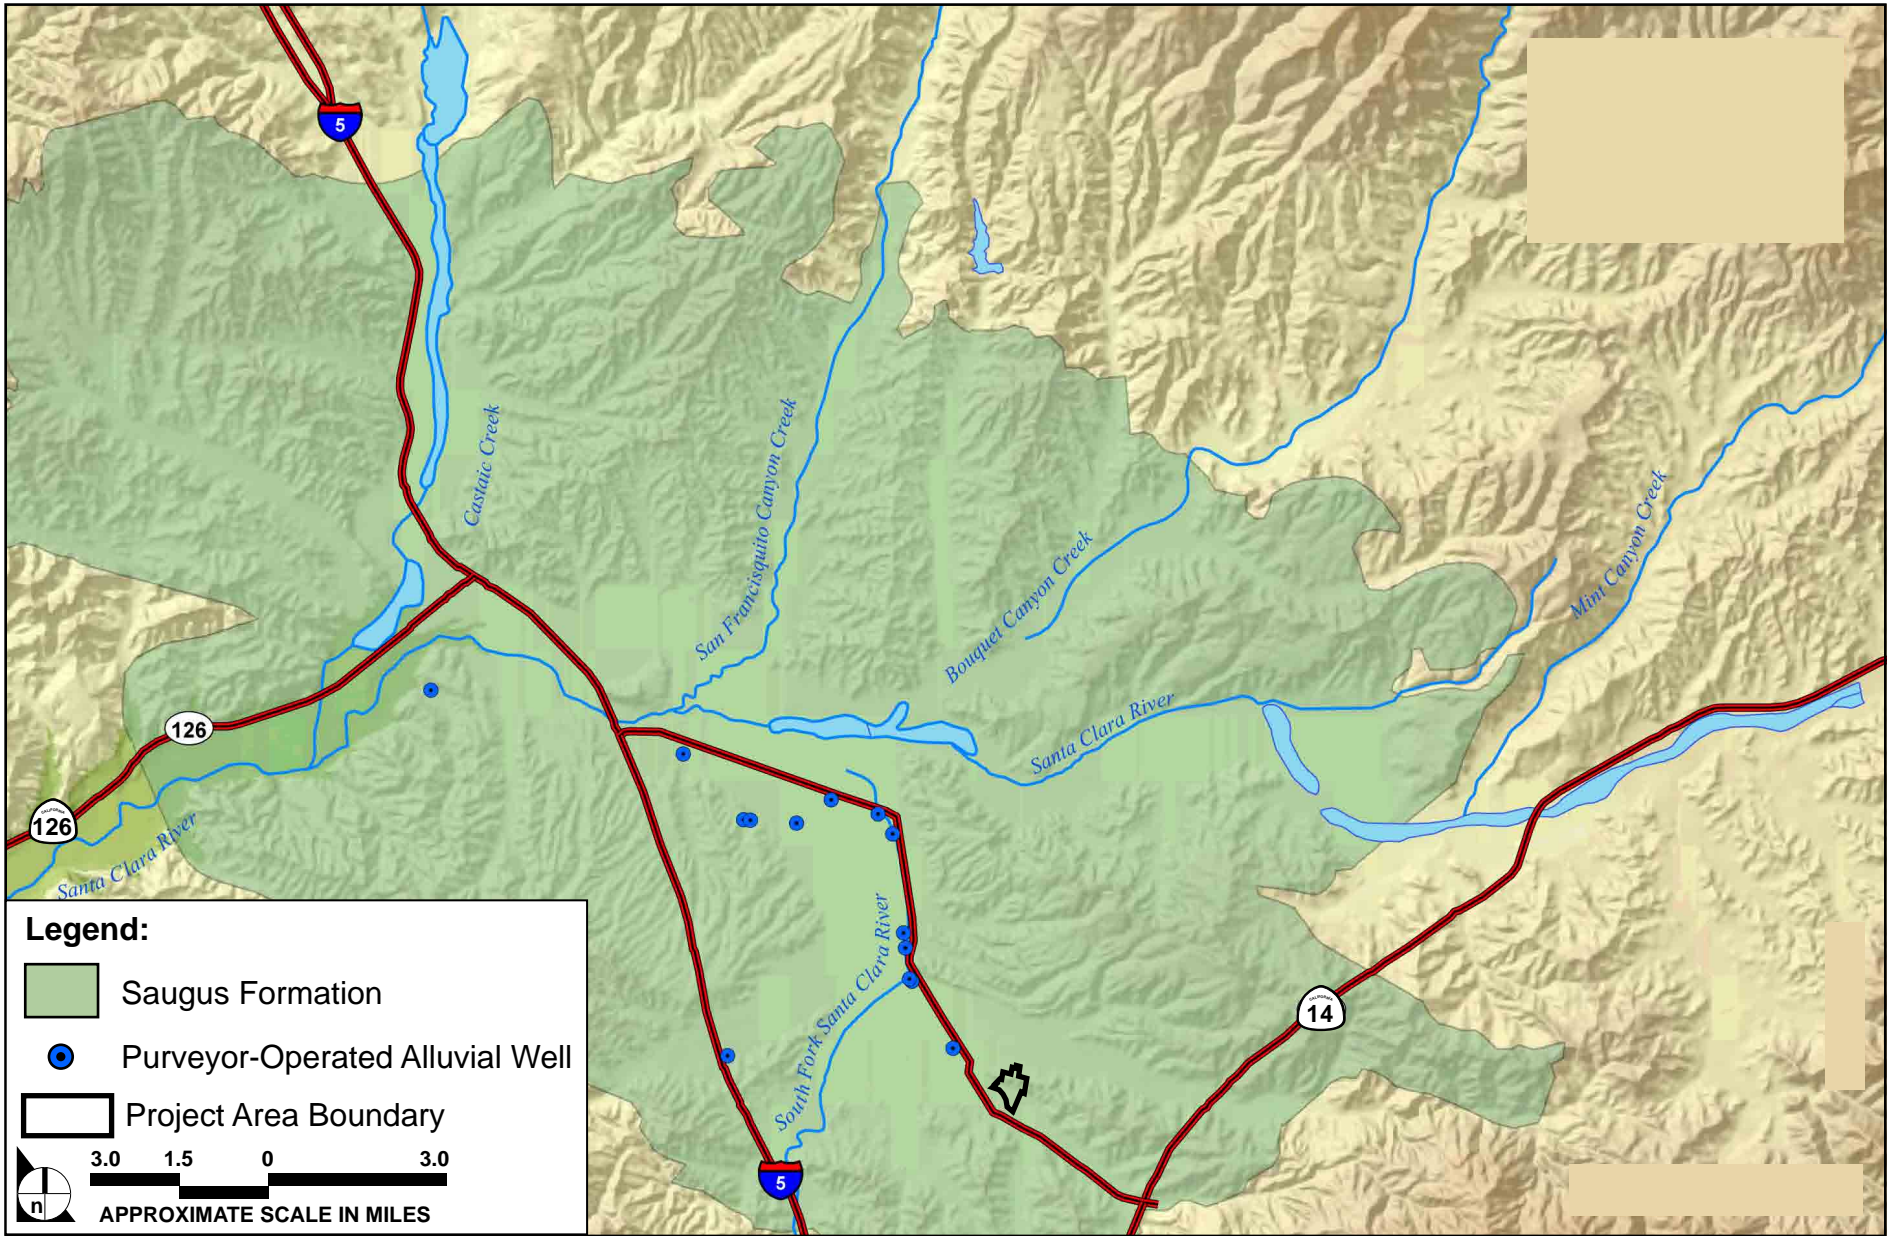 5
Castaic Creek
San Francisquito Canyon Creek
Bouquet Canyon Creek
Mint Canyon Creek
Santa Clara River
126
CALIFORNIA
126
Santa Clara River
South Fork Santa Clara River
CALIFORNIA
14
5
Legend:
Saugus Formation
Purveyor-Operated Alluvial Well
Project Area Boundary
3.0 1.5 0 3.0
n
APPROXIMATE SCALE IN MILES